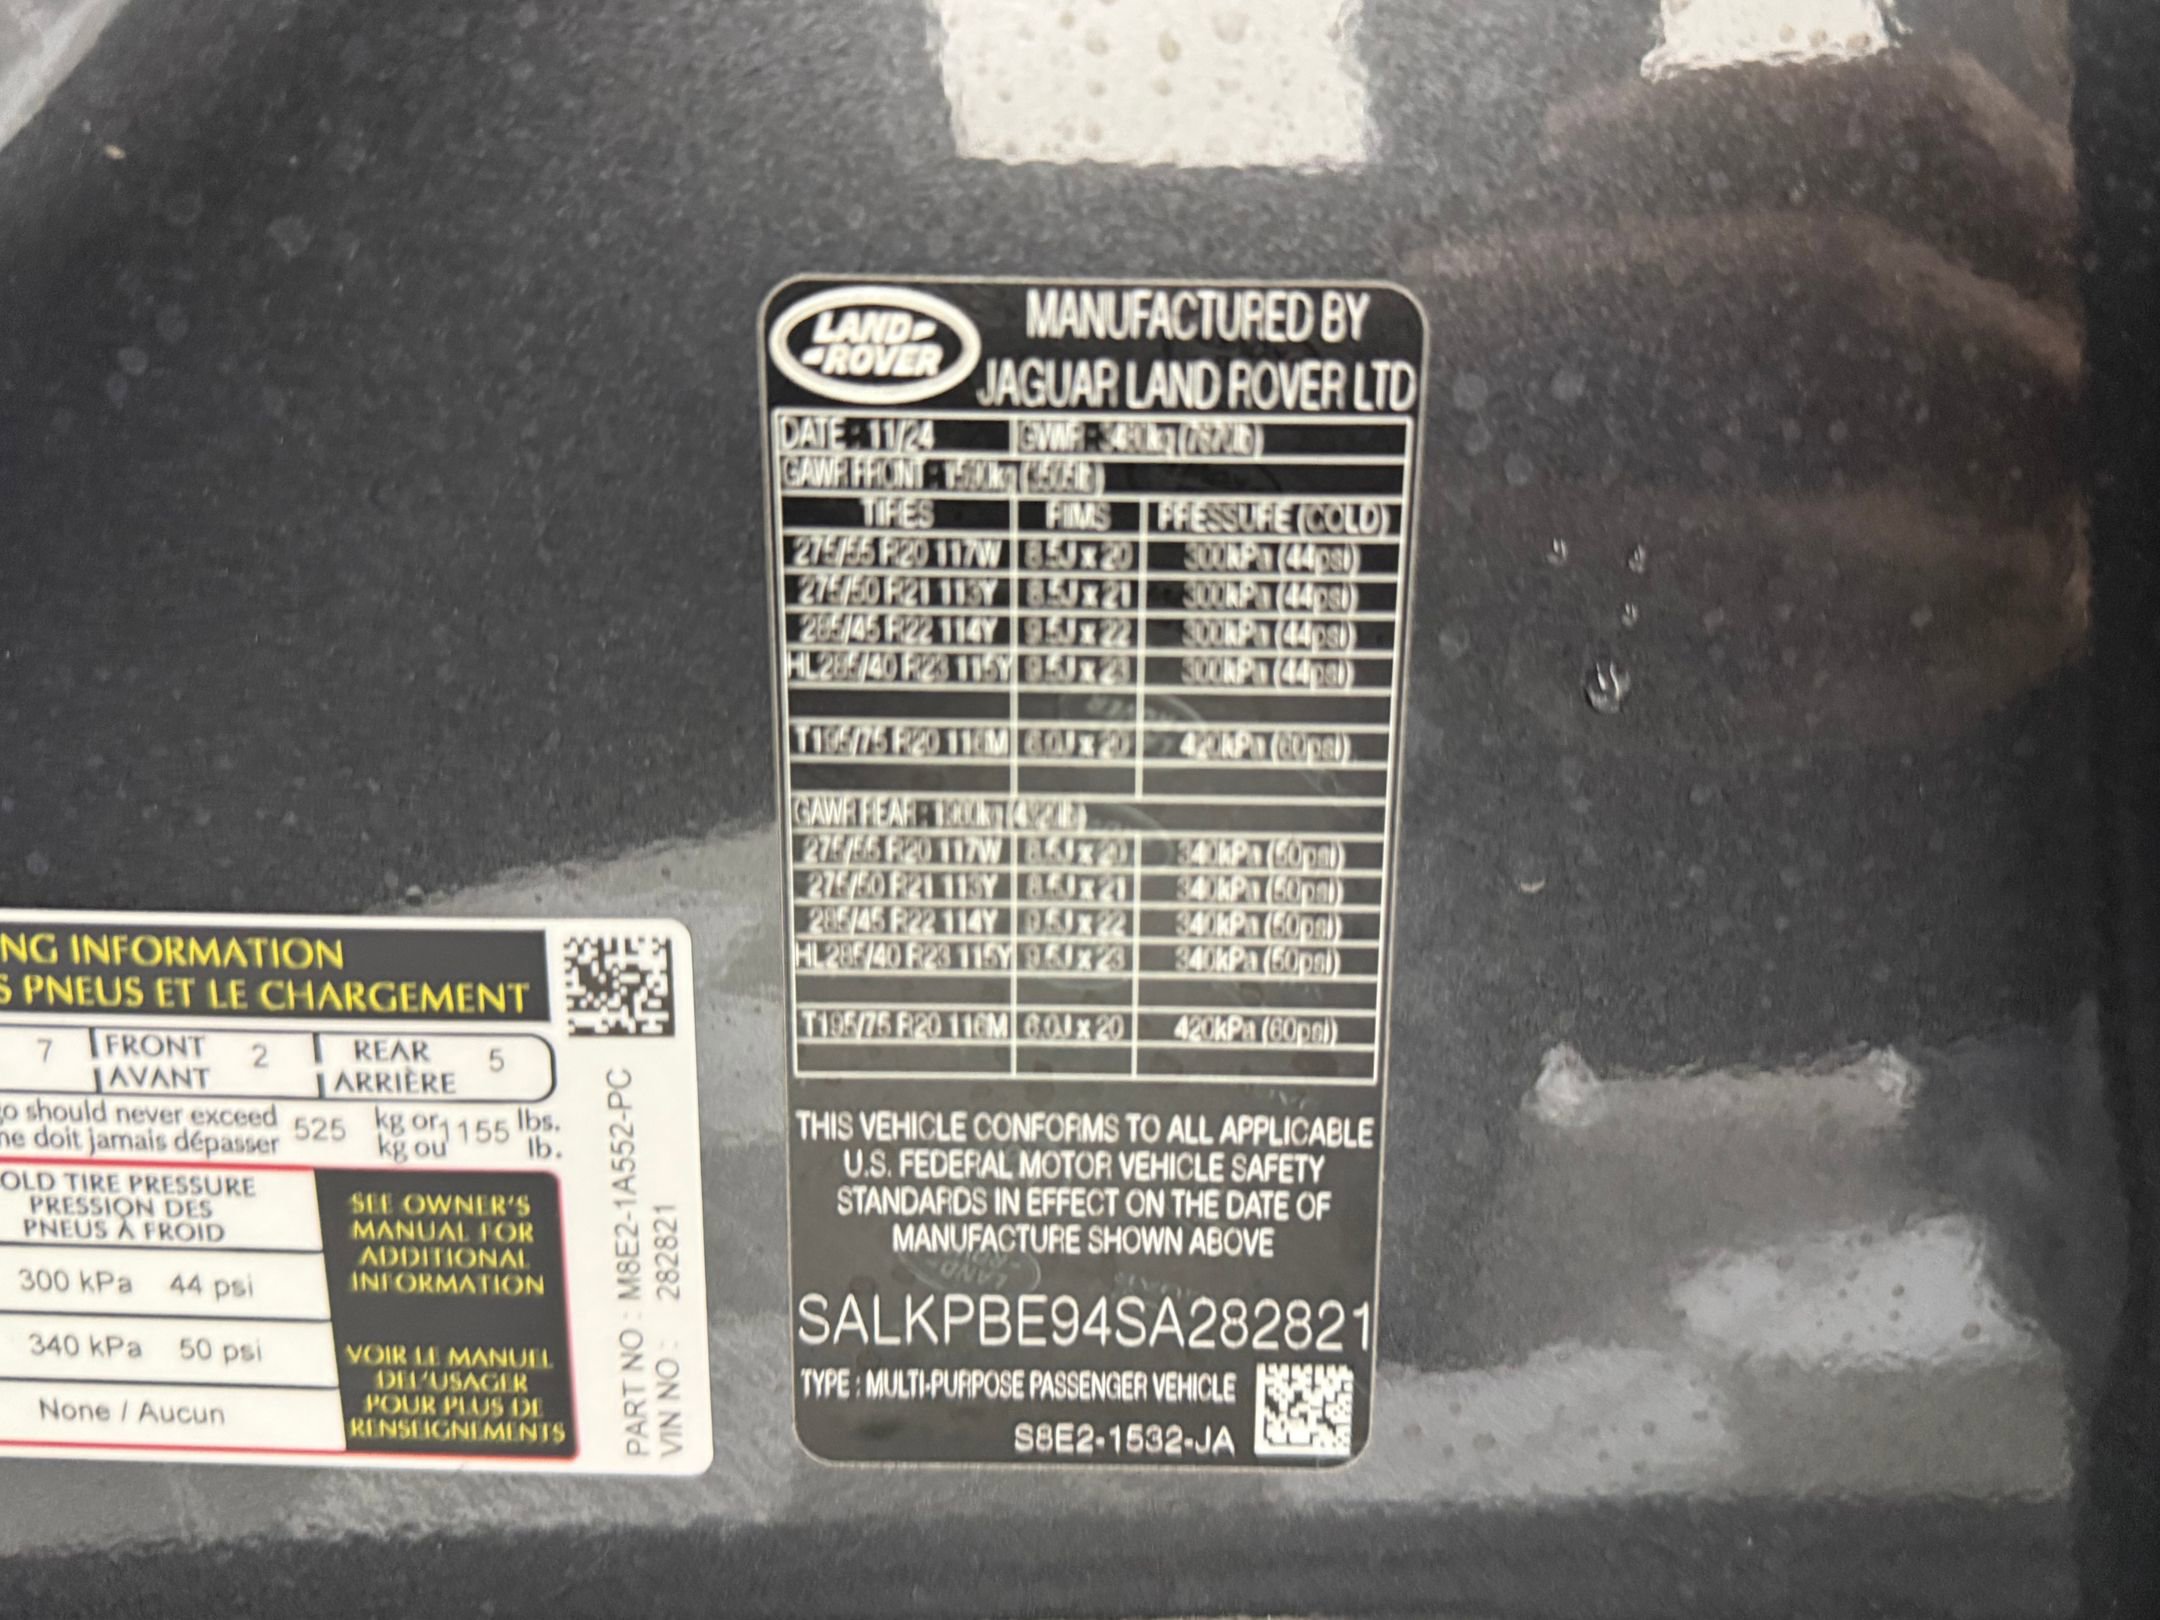 LAND-
-ROVER
MANUFACTURED BY
JAGUAR LAND ROVER LTD
DATE : 11/24 GVWR : (7670lb)
GAWR FRONT : 1590kg (3505lb)
TIRES RIMS PRESSURE (COLD)
275/55 R20 117W 8.5J x 20 300kPa (44psi)
275/50 R21 113Y 8.5J x 21 300kPa (44psi)
285/45 R22 114Y 9.5J x 22 300kPa (44psi)
HL285/40 R23 115Y 9.5J x 23 300kPa (44psi)
T195/75 R20 116M 6.0J x 20 420kPa (60psi)
GAWR REAR :
275/55 R20 117W 8.5J x 20 340kPa (50psi)
275/50 R21 113Y 8.5J x 21 340kPa (50psi)
285/45 R22 114Y 9.5J x 22 340kPa (50psi)
HL285/40 R23 115Y 9.5J x 23 340kPa (50psi)
T195/75 R20 116M 6.0J x 20 420kPa (60psi)
THIS VEHICLE CONFORMS TO ALL APPLICABLE
U.S. FEDERAL MOTOR VEHICLE SAFETY
STANDARDS IN EFFECT ON THE DATE OF
MANUFACTURE SHOWN ABOVE
SALKPBE94SA282821
TYPE : MULTI-PURPOSE PASSENGER VEHICLE
S8E2-1532-JA
NG INFORMATION
S PNEUS ET LE CHARGEMENT
7 FRONT 2 REAR 5
AVANT ARRIÈRE
go should never exceed 525 kg or 1155 lbs.
ne doit jamais dépasser kg ou lb.
OLD TIRE PRESSURE
PRESSION DES
PNEUS À FROID
300 kPa 44 psi
340 kPa 50 psi
None / Aucun
SEE OWNER'S
MANUAL FOR
ADDITIONAL
INFORMATION
VOIR LE MANUEL
DE L'USAGER
POUR PLUS DE
RENSEIGNEMENTS
PART NO : M8E2-1A552-PC
VIN NO : 282821